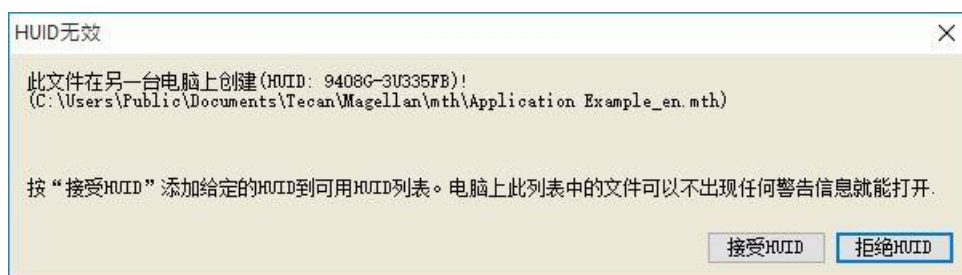 HUID无效
此文件在另一台电脑上创建(HUID: 9408G-3U335FB)!
(C:\Users\Public\Documents\Tecan\Magellan\mth\Application Example_en.mth)
按“接受HUID”添加给定的HUID到可用HUID列表。电脑上此列表中的文件可以不出现任何警告信息就能打开.
接受HUID
拒绝HUID